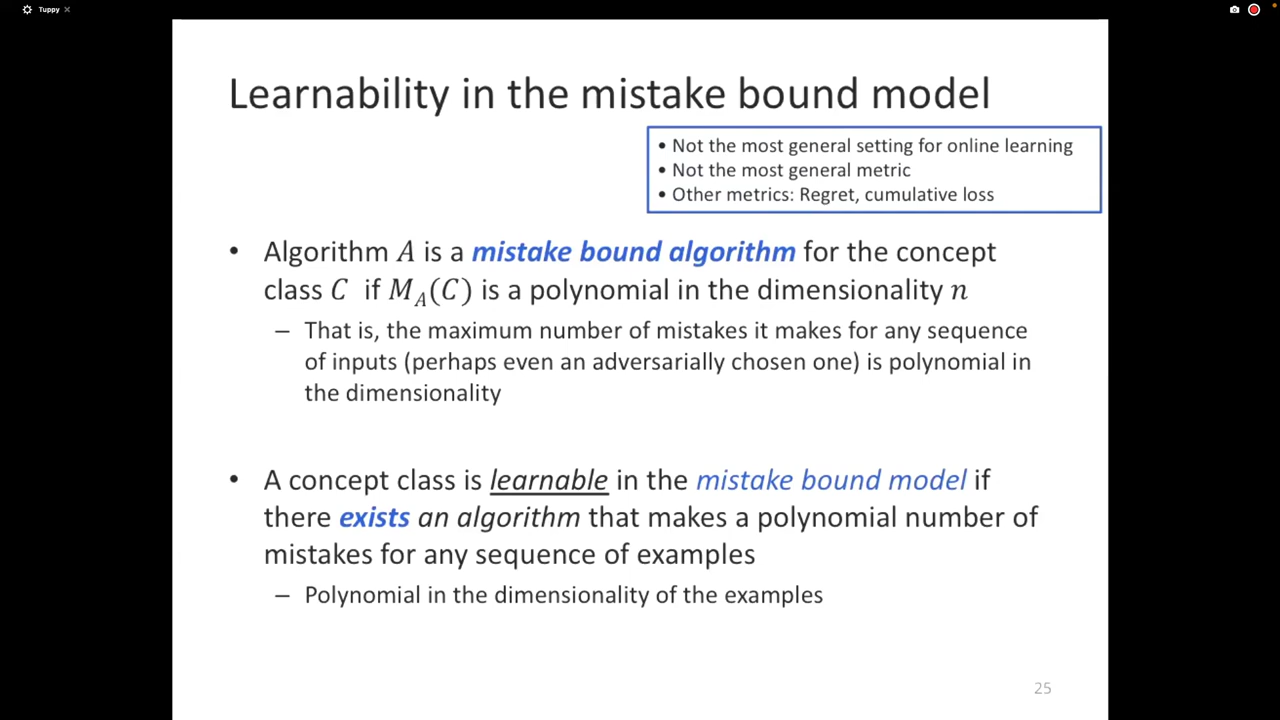 Tuppy
Learnability in the mistake bound model
• Not the most general setting for online learning
• Not the most general metric
• Other metrics: Regret, cumulative loss
• Algorithm A is a mistake bound algorithm for the concept
class C if M_A(C) is a polynomial in the dimensionality n
– That is, the maximum number of mistakes it makes for any sequence
of inputs (perhaps even an adversarially chosen one) is polynomial in
the dimensionality
• A concept class is learnable in the mistake bound model if
there exists an algorithm that makes a polynomial number of
mistakes for any sequence of examples
– Polynomial in the dimensionality of the examples
25